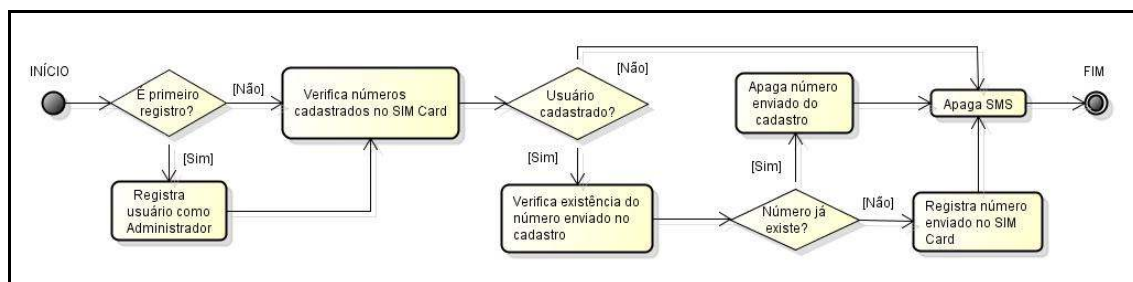 INÍCIO
É primeiro
registro?
[Não]
[Sim]
Registra
usuário como
Administrador
Verifica números
cadastrados no SIM Card
Usuário
cadastrado?
[Não]
[Sim]
Verifica existência do
número enviado no
cadastro
Número já
existe?
[Sim]
Apaga número
enviado do
cadastro
[Não]
Registra número
enviado no SIM
Card
Apaga SMS
FIM